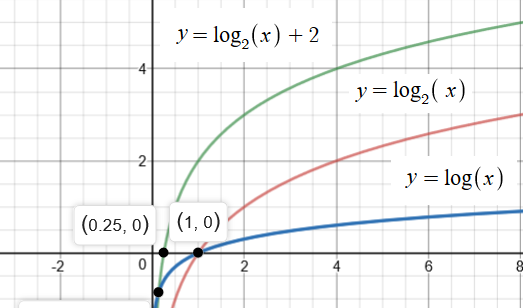 y = log₂(x) + 2
4
y = log₂( x)
2
y = log(x)
(0.25, 0) (1, 0)
-2 0 2 4 6 8